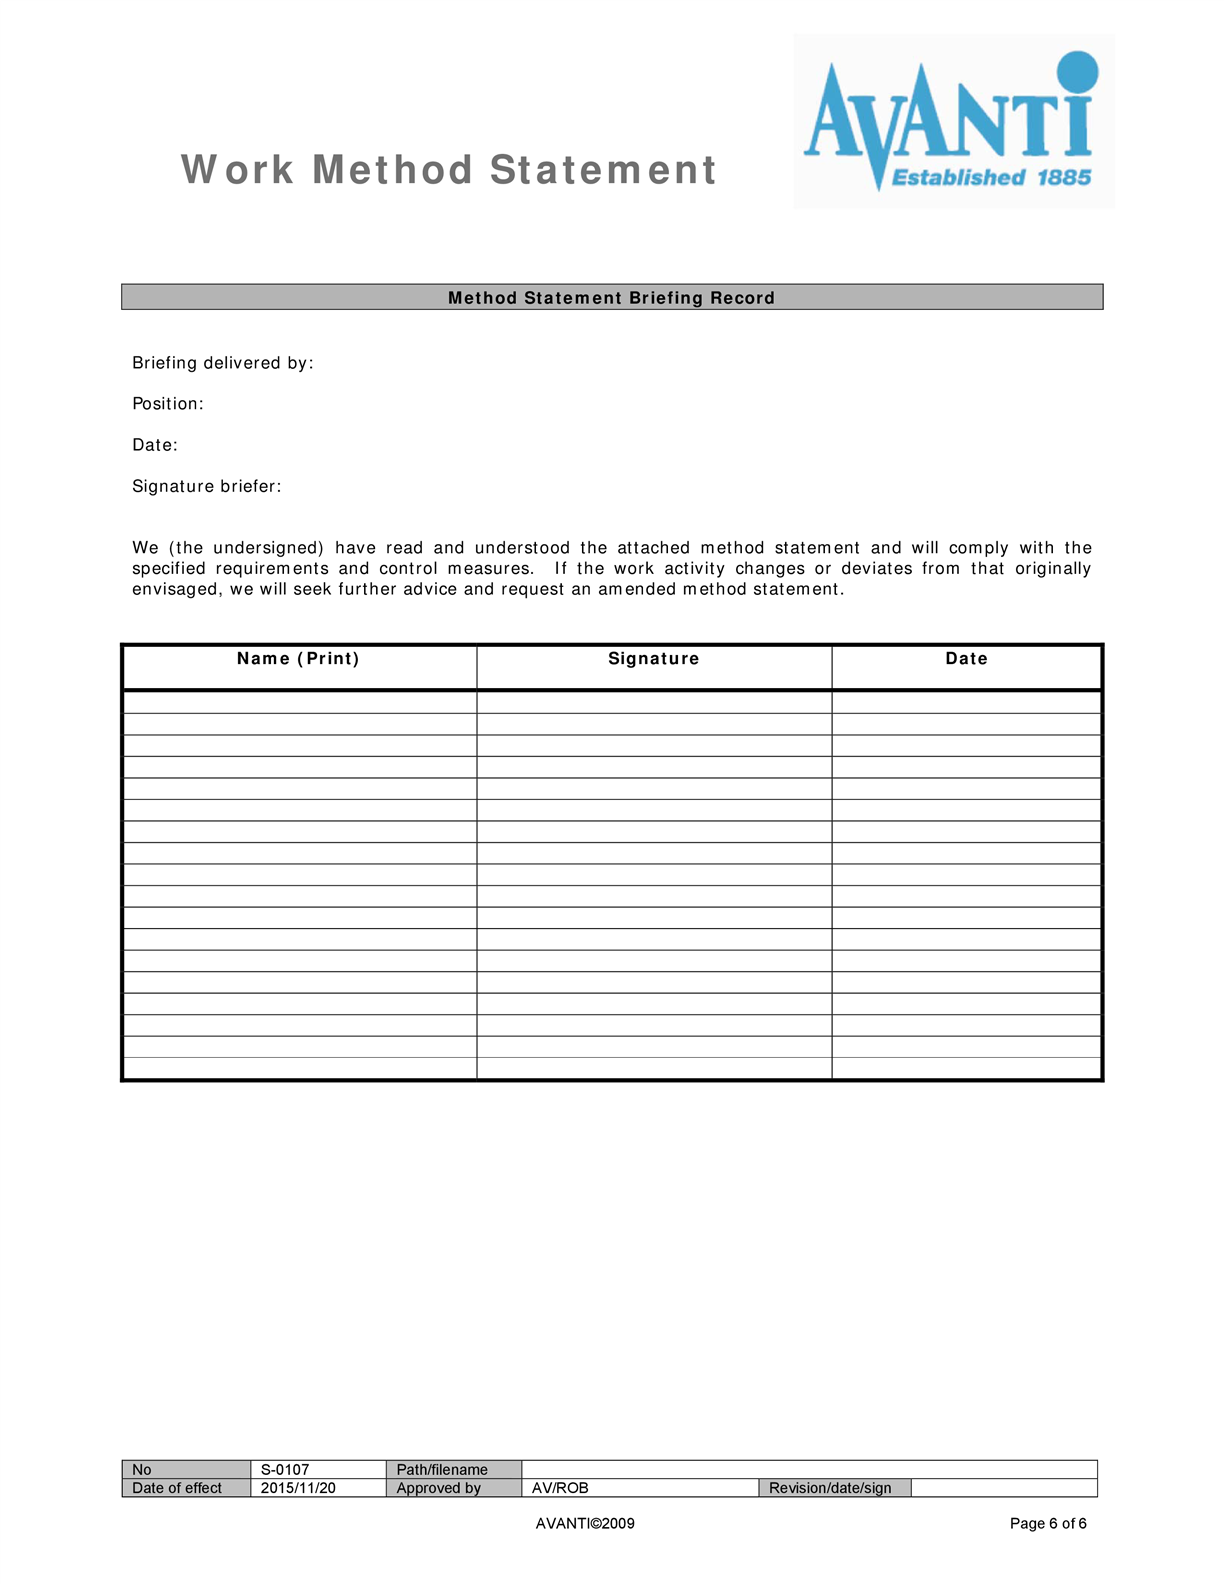 AVANTI
Established 1885
Work Method Statement
Method Statement Briefing Record
Briefing delivered by:
Position:
Date:
Signature briefer:
We (the undersigned) have read and understood the attached method statement and will comply with the
specified requirements and control measures. If the work activity changes or deviates from that originally
envisaged, we will seek further advice and request an amended method statement.
Name (Print) Signature Date
No S-0107 Path/filename
Date of effect 2015/11/20 Approved by AV/ROB Revision/date/sign
AVANTI©2009 Page 6 of 6